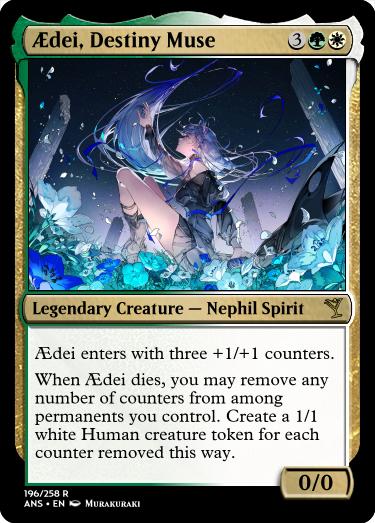 Ædei, Destiny Muse 3
Legendary Creature — Nephil Spirit
Ædei enters with three +1/+1 counters.
When Ædei dies, you may remove any
number of counters from among
permanents you control. Create a 1/1
white Human creature token for each
counter removed this way.
0/0
196/258 R
ANS • EN Murakuraki